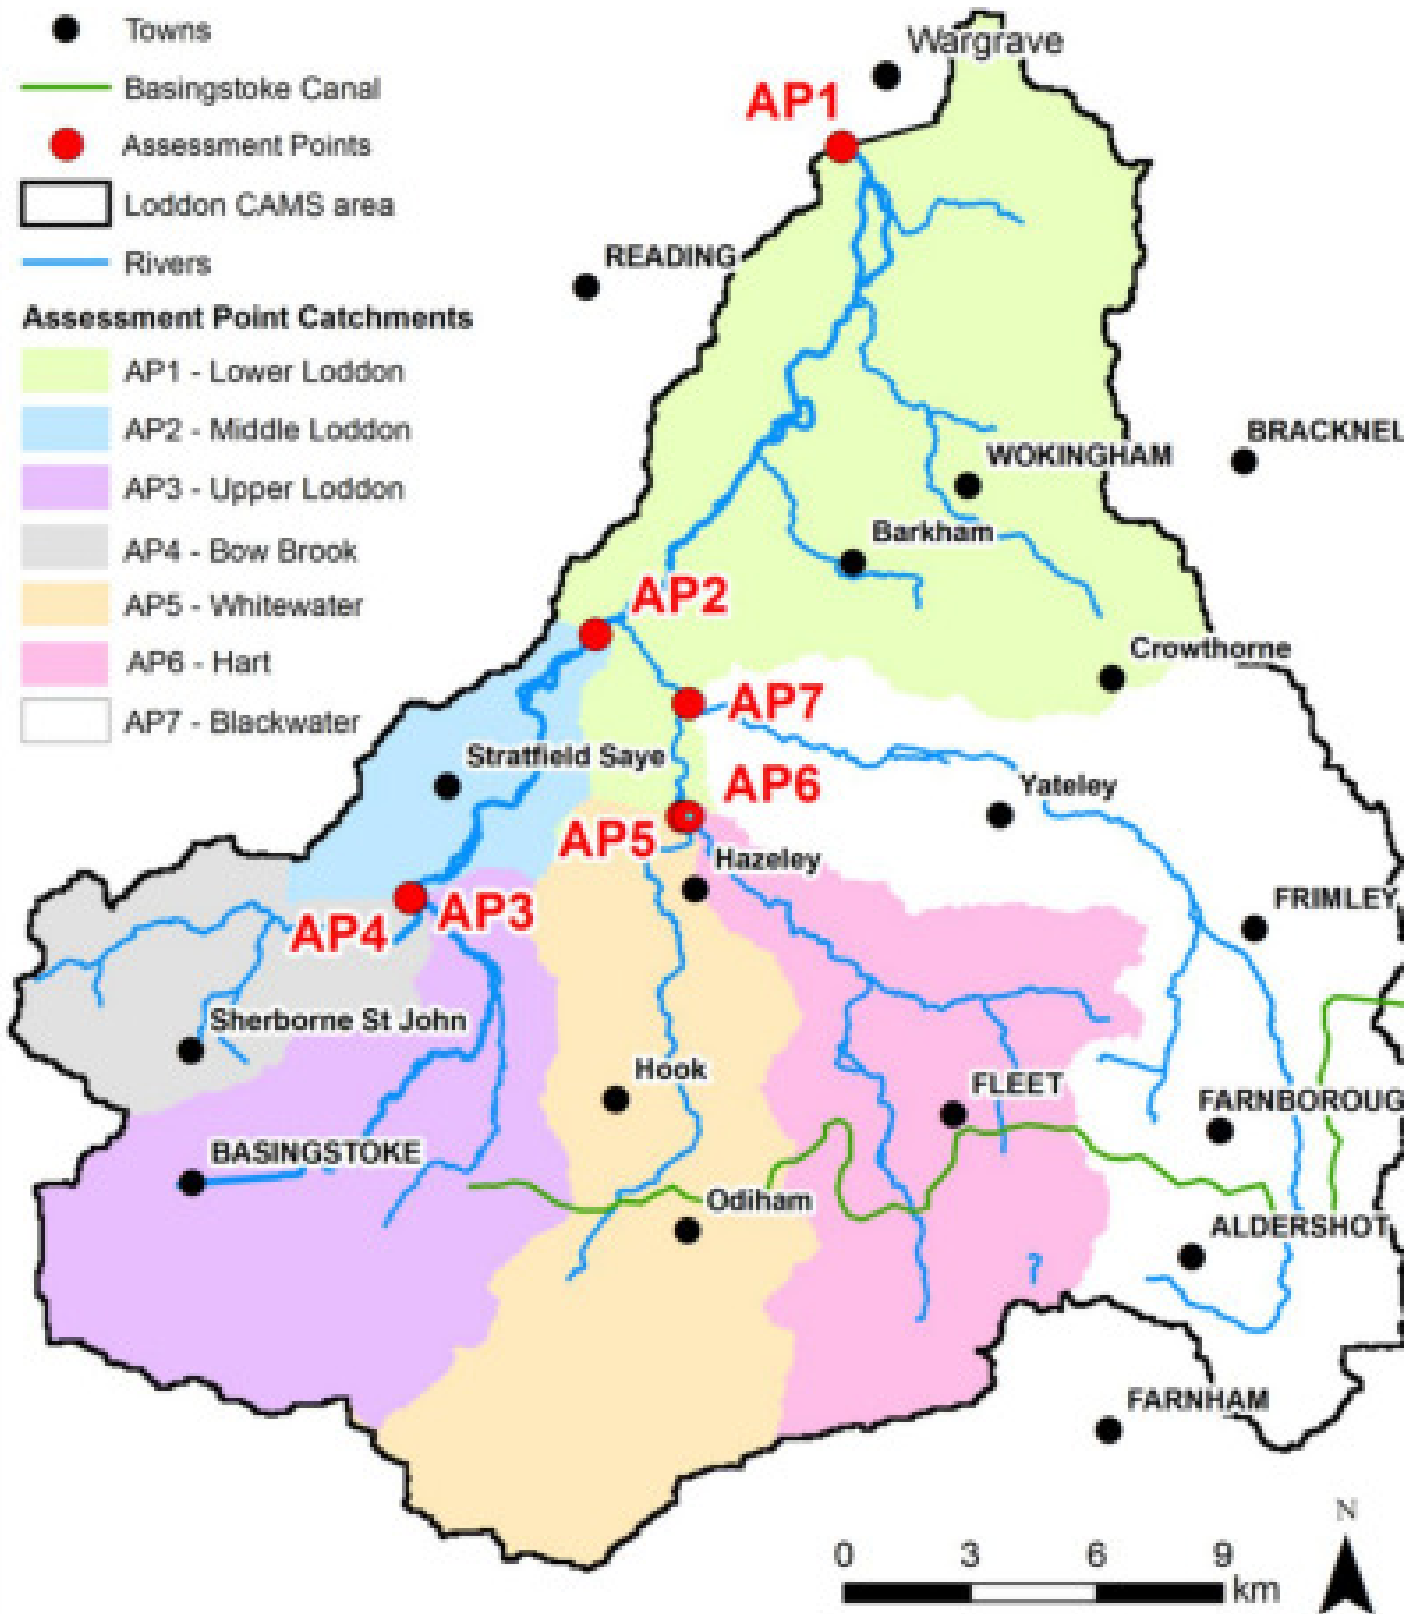 Towns
Basingstoke Canal
Assessment Points
Loddon CAMS area
Rivers
Assessment Point Catchments
AP1 - Lower Loddon
AP2 - Middle Loddon
AP3 - Upper Loddon
AP4 - Bow Brook
AP5 - Whitewater
AP6 - Hart
AP7 - Blackwater
Wargrave
AP1
READING
BRACKNEL
WOKINGHAM
Barkham
AP2
Crowthorne
AP7
Stratfield Saye
AP6
Yateley
AP5
Hazeley
FRIMLEY
AP4
AP3
Sherborne St John
Hook
FLEET
FARNBOROUG
BASINGSTOKE
Odiham
ALDERSHOT
FARNHAM
N
0 3 6 9
km